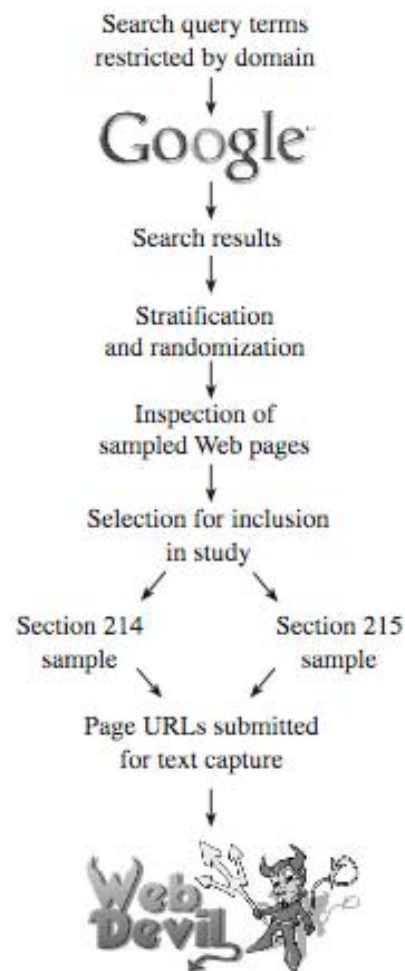 Search query terms
restricted by domain
Google
Search results
Stratification
and randomization
Inspection of
sampled Web pages
Selection for inclusion
in study
Section 214
sample
Section 215
sample
Page URLs submitted
for text capture
Web
Devil